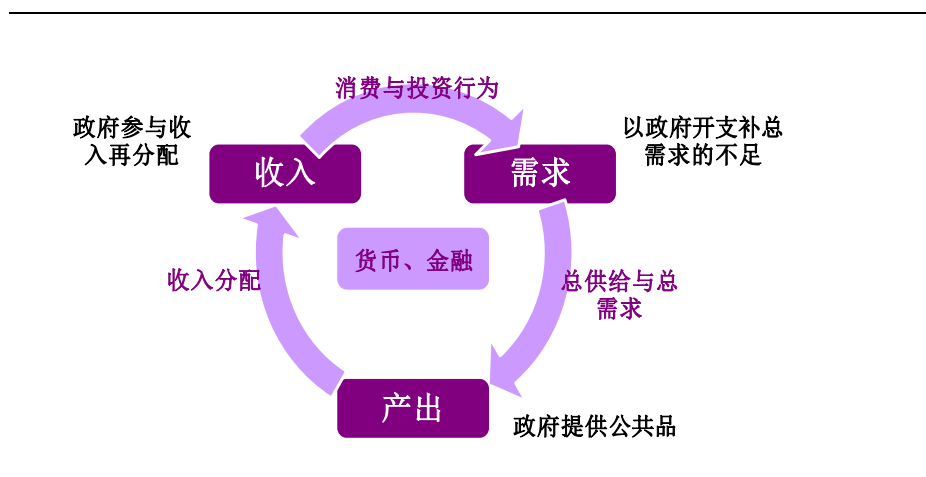 消费与投资行为
政府参与收
入再分配
以政府开支补总
需求的不足
收入
需求
货币、金融
收入分配
总供给与总
需求
产出
政府提供公共品